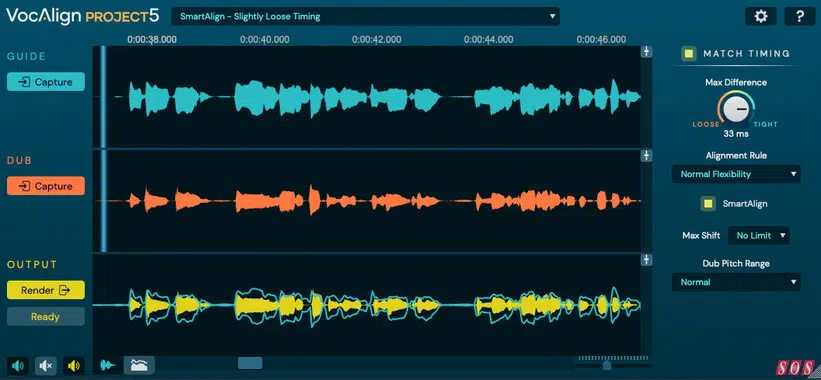 VocAlign PROJECT5
SmartAlign - Slightly Loose Timing
?
0:00:38.000 0:00:40.000 0:00:42.000 0:00:44.000 0:00:46.000
GUIDE
Capture
DUB
Capture
OUTPUT
Render
Ready
MATCH TIMING
Max Difference
LOOSE TIGHT
33 ms
Alignment Rule
Normal Flexibility
SmartAlign
Max Shift No Limit
Dub Pitch Range
Normal
SOS